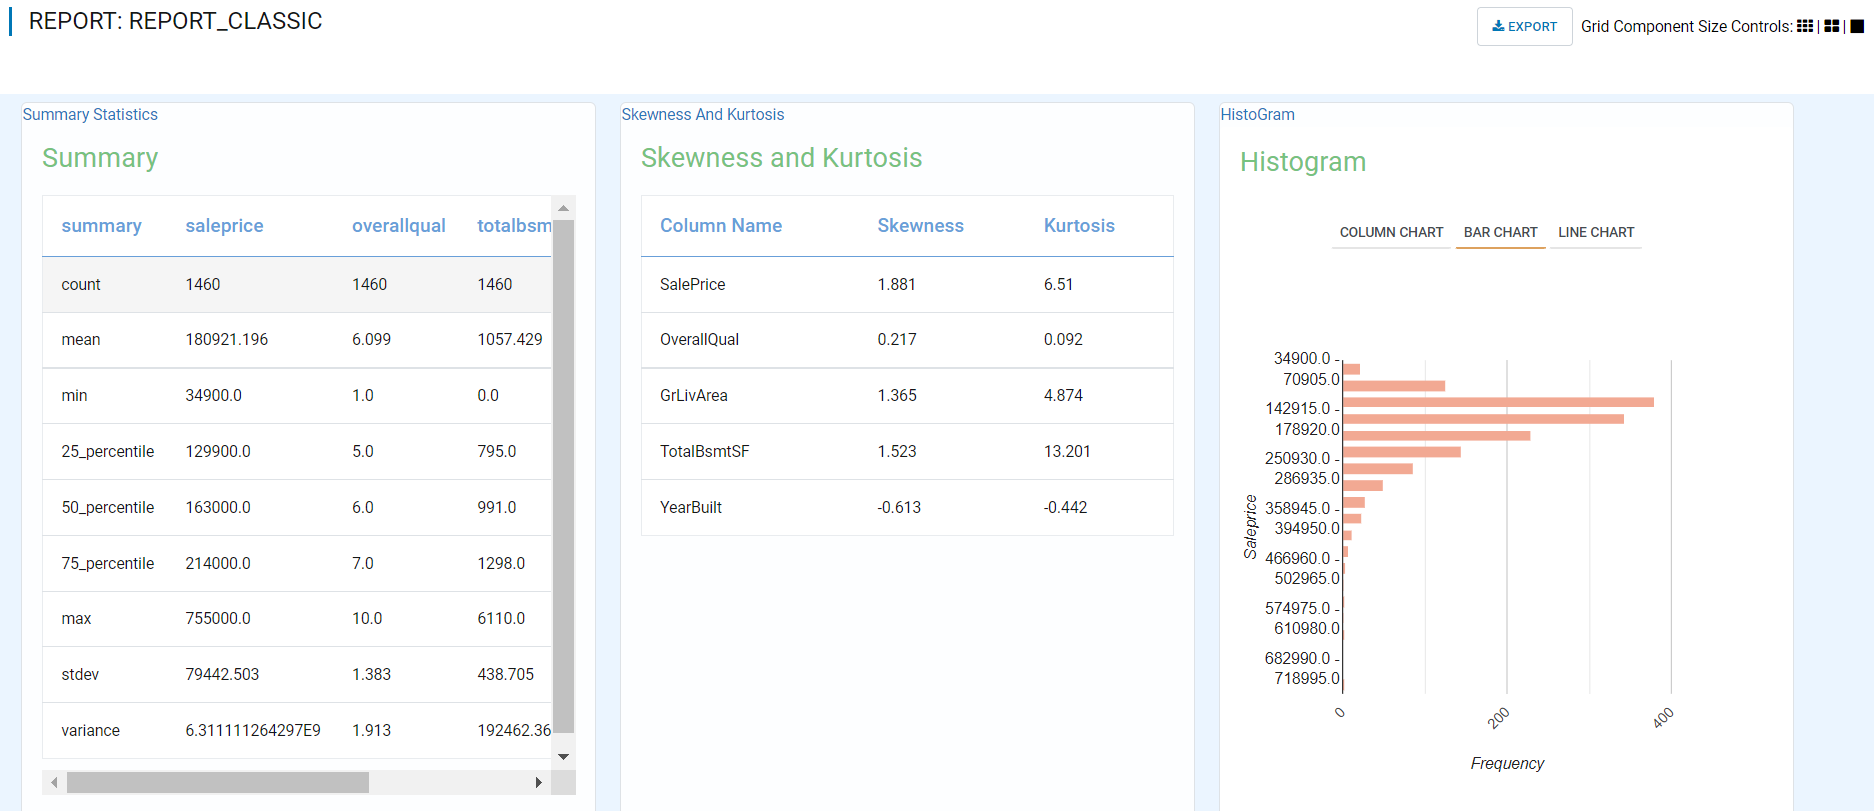 REPORT: REPORT_CLASSIC
EXPORT Grid Component Size Controls: | |
Summary Statistics
Summary
summary saleprice overallqual totalbsm
count 1460 1460 1460
mean 180921.196 6.099 1057.429
min 34900.0 1.0 0.0
25_percentile 129900.0 5.0 795.0
50_percentile 163000.0 6.0 991.0
75_percentile 214000.0 7.0 1298.0
max 755000.0 10.0 6110.0
stdev 79442.503 1.383 438.705
variance 6.311111264297E9 1.913 192462.36
Skewness And Kurtosis
Skewness and Kurtosis
Column Name Skewness Kurtosis
SalePrice 1.881 6.51
OverallQual 0.217 0.092
GrLivArea 1.365 4.874
TotalBsmtSF 1.523 13.201
YearBuilt -0.613 -0.442
HistoGram
Histogram
COLUMN CHART BAR CHART LINE CHART
34900.0 -
70905.0
142915.0 -
178920.0
250930.0 -
286935.0
358945.0 -
394950.0
466960.0 -
502965.0
574975.0 -
610980.0
682990.0 -
718995.0
Saleprice
0 200 400
Frequency